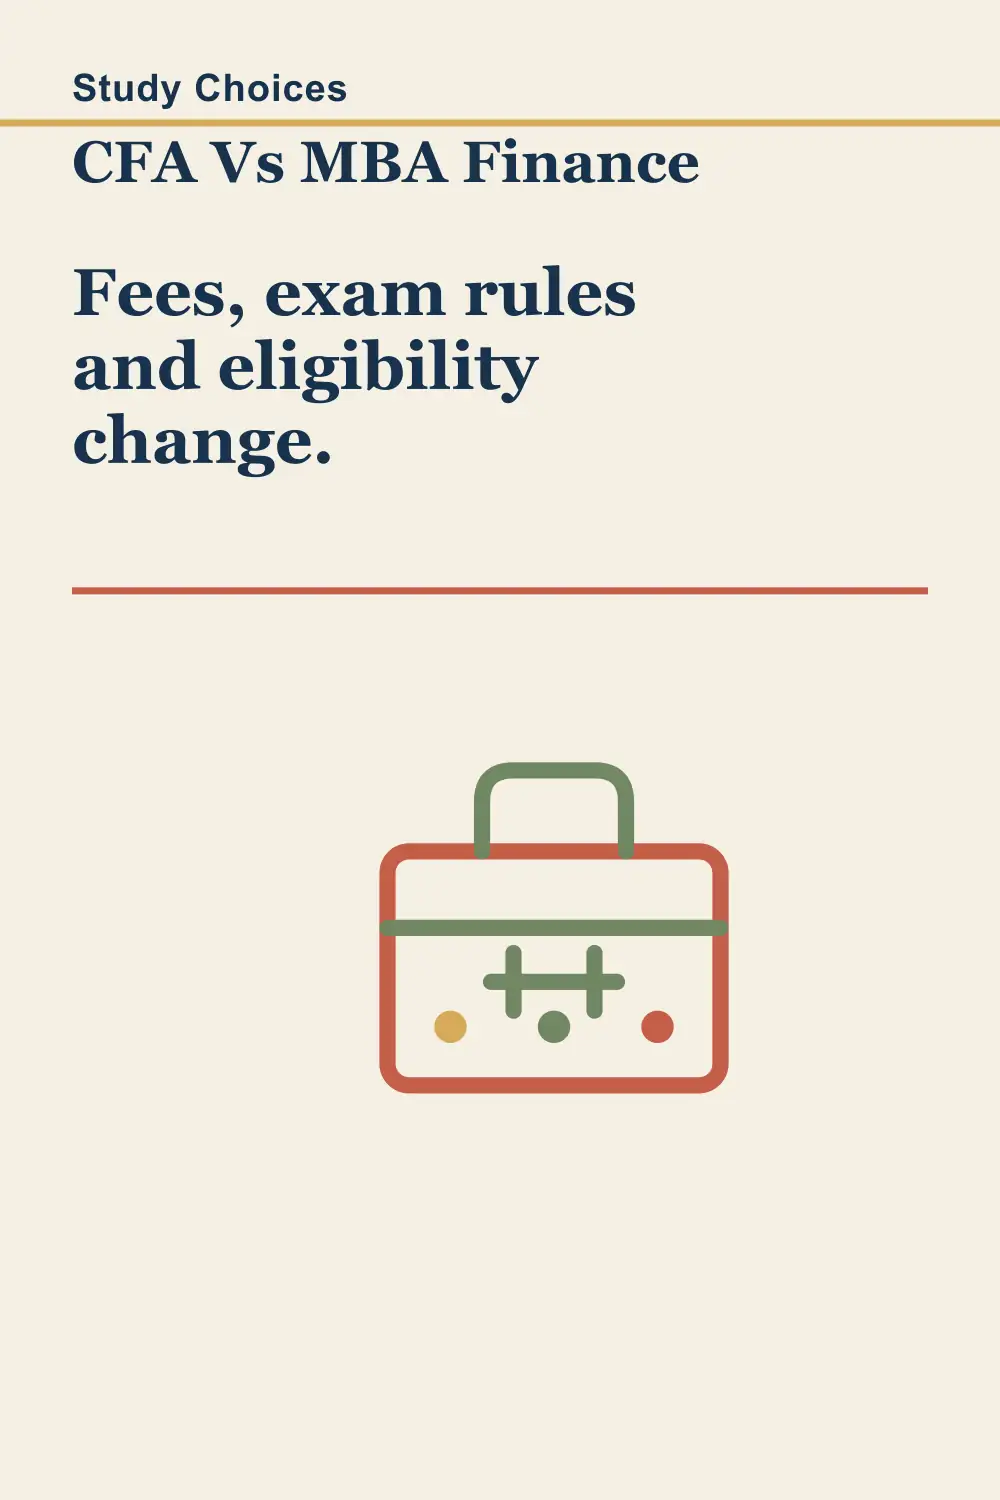 Study Choices
CFA Vs MBA Finance
Fees, exam rules
and eligibility
change.